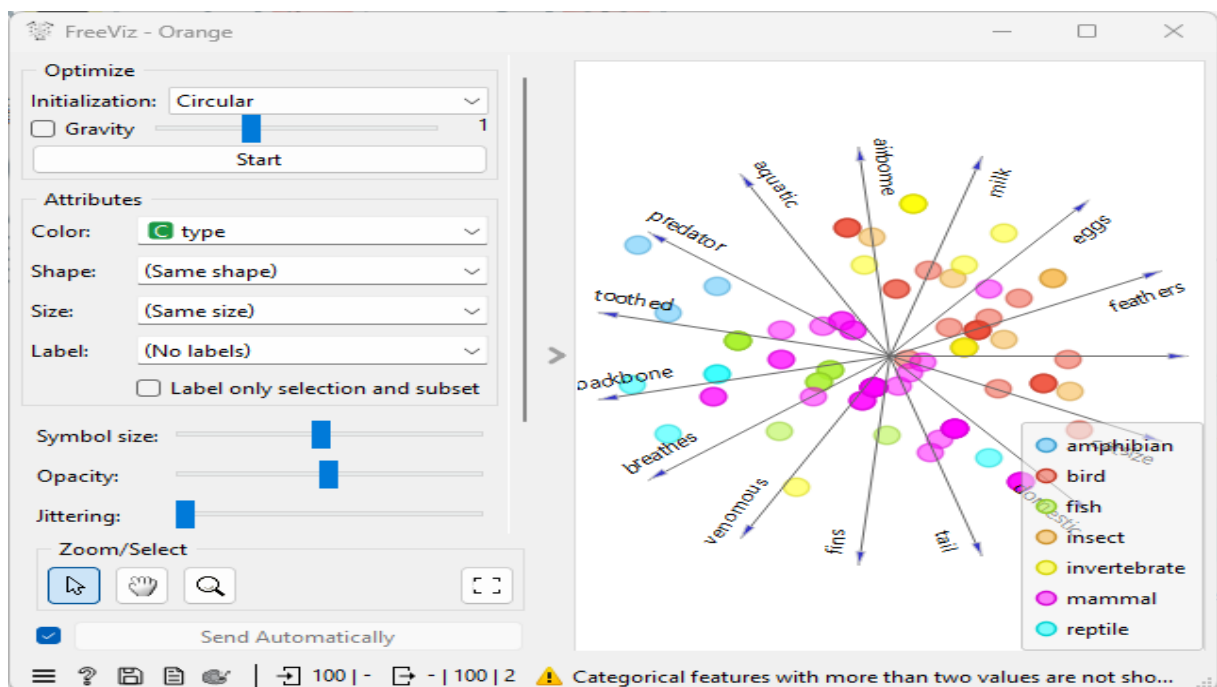 FreeViz - Orange
Optimize
Initialization: Circular
Gravity 1
Start
Attributes
Color: C type
Shape: (Same shape)
Size: (Same size)
Label: (No labels)
Label only selection and subset
Symbol size:
Opacity:
Jittering:
Zoom/Select
Send Automatically
100 | - - | 100 | 2
Categorical features with more than two values are not sho...
airborne
milk
aquatic
eggs
predator
feathers
toothed
backbone
breathes
venomous
fins
tail
domestic
amphibian
bird
fish
insect
invertebrate
mammal
reptile